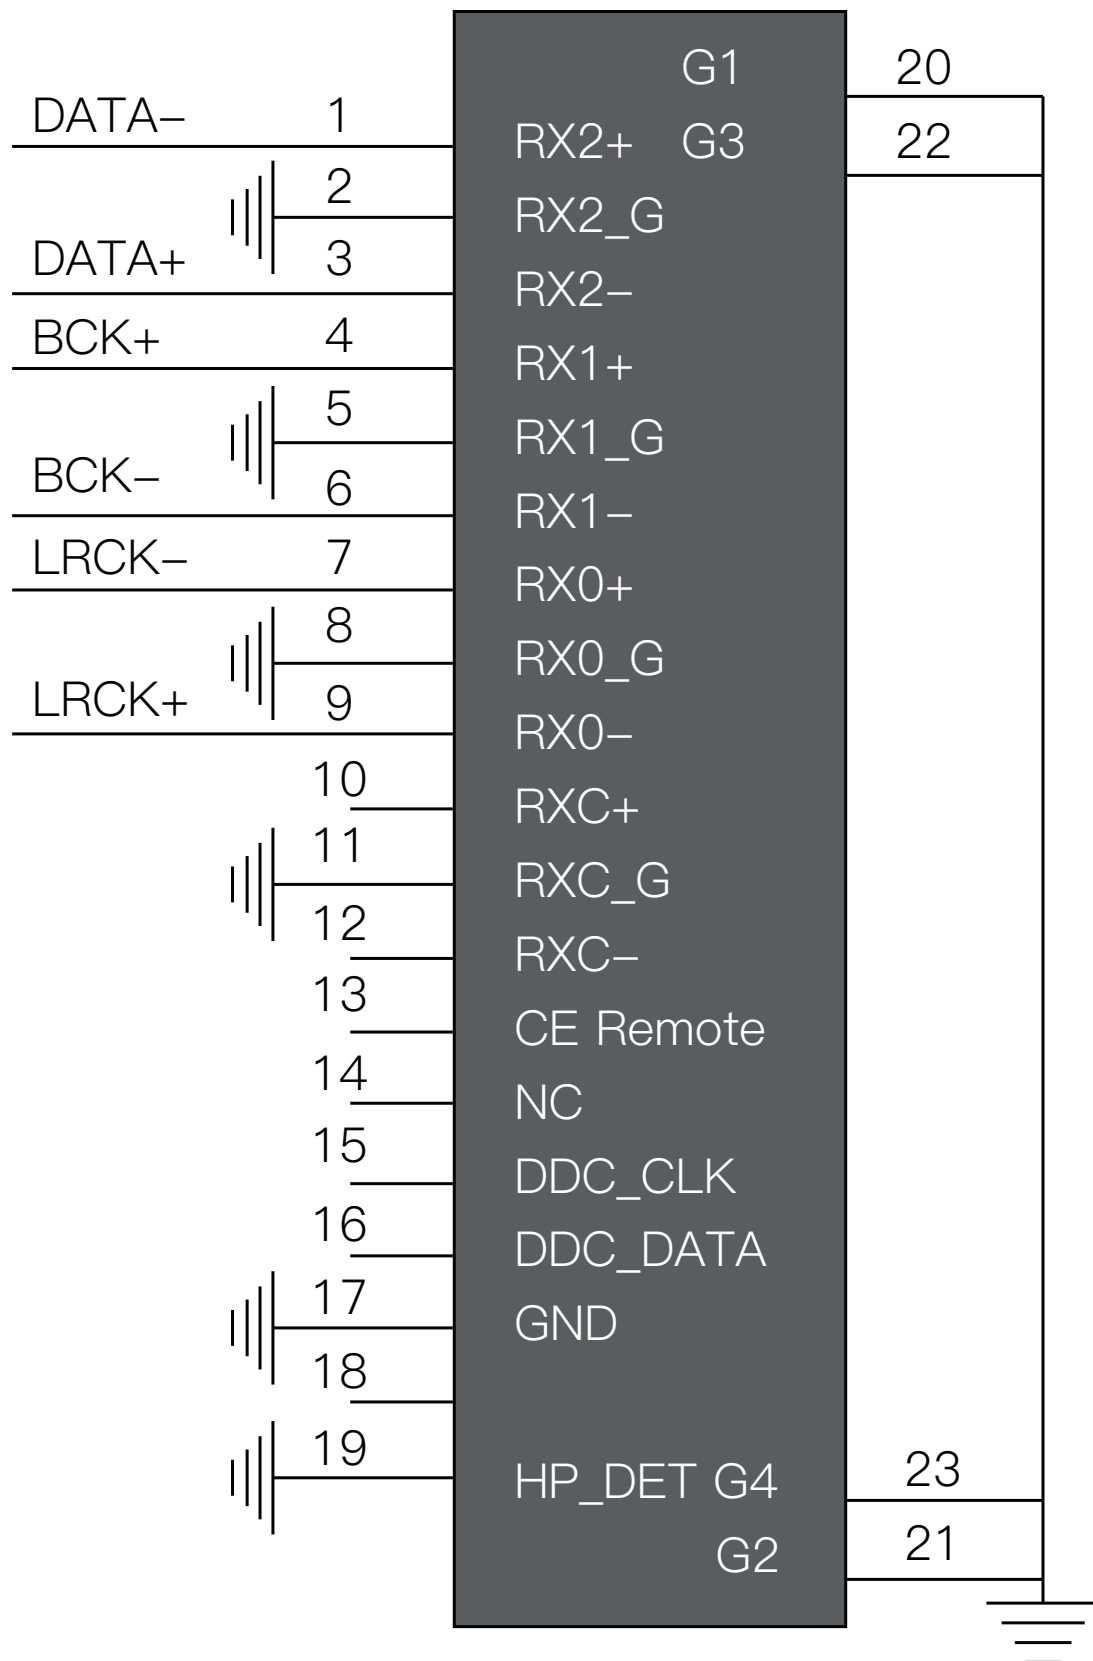 G1 20
DATA– 1 RX2+ G3 22
2 RX2_G
DATA+ 3 RX2–
BCK+ 4 RX1+
5 RX1_G
BCK– 6 RX1–
LRCK– 7 RX0+
8 RX0_G
LRCK+ 9 RX0–
10 RXC+
11 RXC_G
12 RXC–
13 CE Remote
14 NC
15 DDC_CLK
16 DDC_DATA
17 GND
18
19 HP_DET G4 23
G2 21